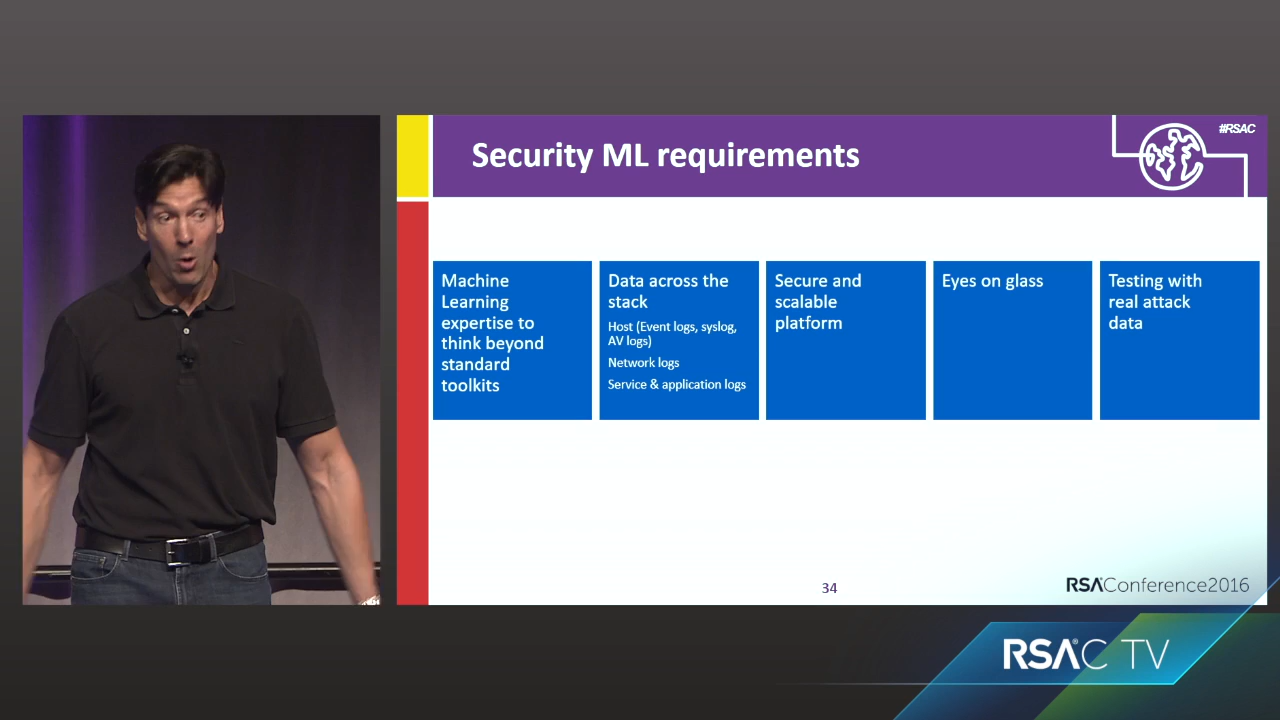 Security ML requirements
#RSAC
Machine
Learning
expertise to
think beyond
standard
toolkits
Data across the
stack
Host (Event logs, syslog,
AV logs)
Network logs
Service & application logs
Secure and
scalable
platform
Eyes on glass
Testing with
real attack
data
34
RSAConference2016
RSAC TV